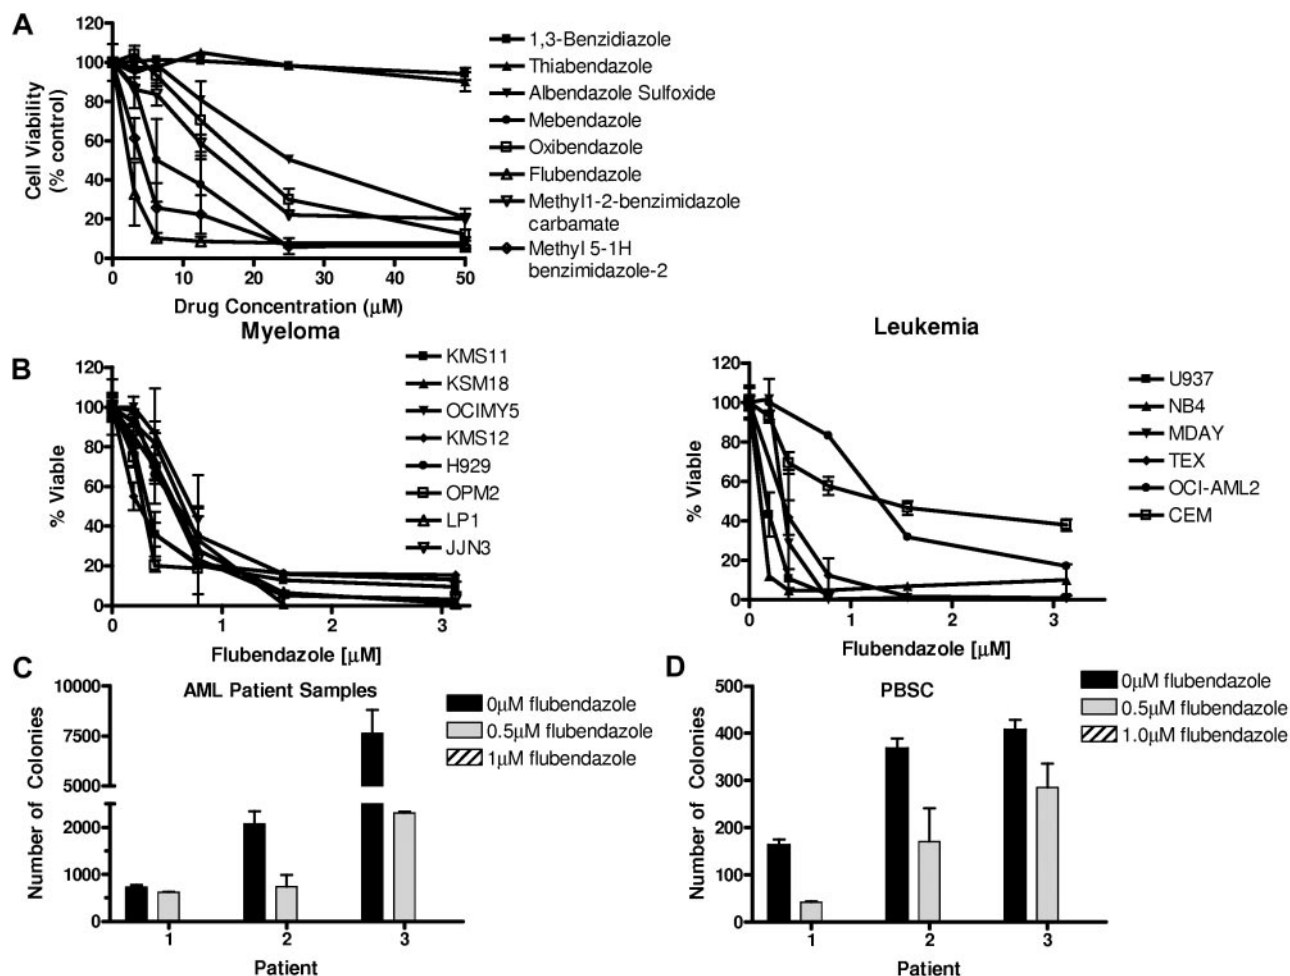 A
120
100
80
60
40
20
0
Cell Viability
(% control)
0 10 20 30 40 50
Drug Concentration (μM)
1,3-Benzidiazole
Thiabendazole
Albendazole Sulfoxide
Mebendazole
Oxibendazole
Flubendazole
Methyl1-2-benzimidazole
carbamate
Methyl 5-1H
benzimidazole-2
B
Myeloma
120
100
80
60
40
20
0
% Viable
0 1 2 3
Flubendazole [μM]
KMS11
KSM18
OCIMY5
KMS12
H929
OPM2
LP1
JJN3
Leukemia
120
100
80
60
40
20
0
% Viable
0 1 2 3
Flubendazole [μM]
U937
NB4
MDAY
TEX
OCI-AML2
CEM
C
AML Patient Samples
10000
7500
5000
2000
1000
0
Number of Colonies
1 2 3
Patient
0μM flubendazole
0.5μM flubendazole
1μM flubendazole
D
PBSC
500
400
300
200
100
0
Number of Colonies
1 2 3
Patient
0μM flubendazole
0.5μM flubendazole
1.0μM flubendazole